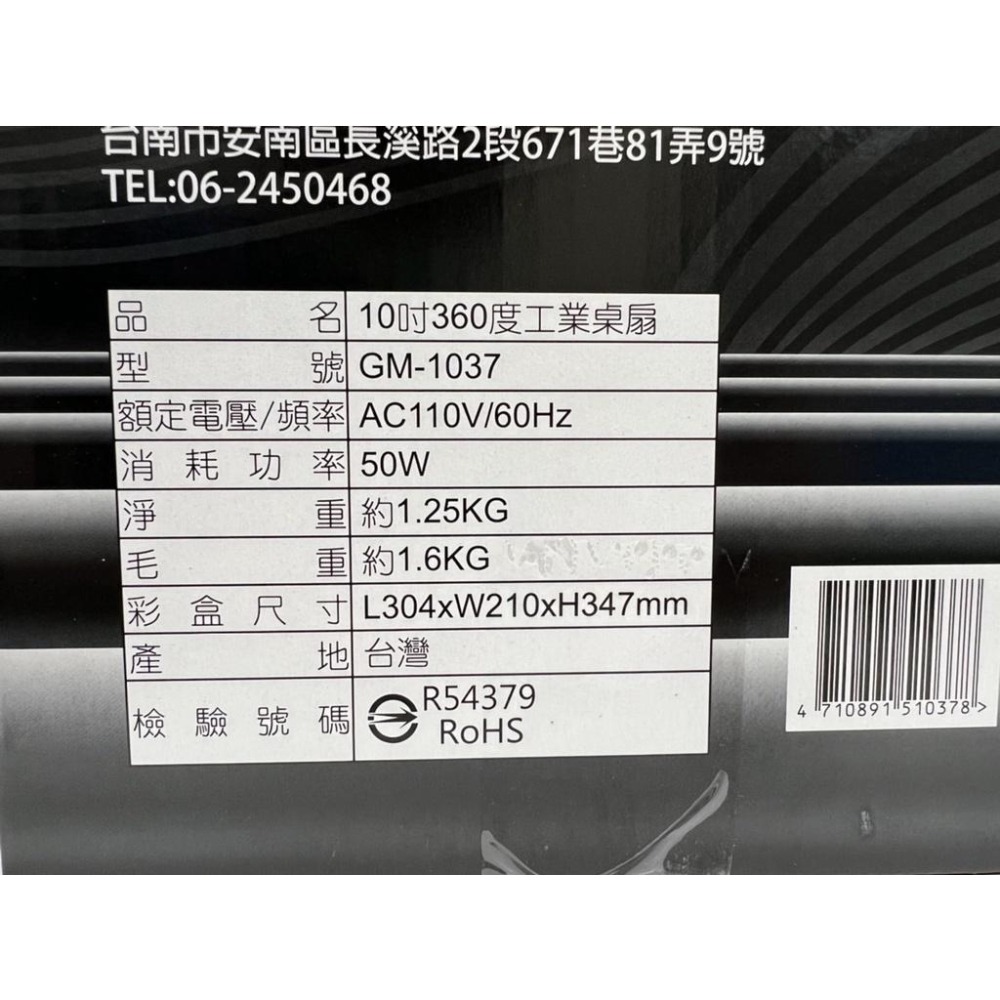 台南市安南區長溪路2段671巷81弄9號
TEL:06-2450468
品名 10吋360度工業桌扇
型號 GM-1037
額定電壓/頻率 AC110V/60Hz
消耗功率 50W
淨重 約1.25KG
毛重 約1.6KG
彩盒尺寸 L304xW210xH347mm
產地 台灣
檢驗號碼 R54379
RoHS
4 710891 510378 >